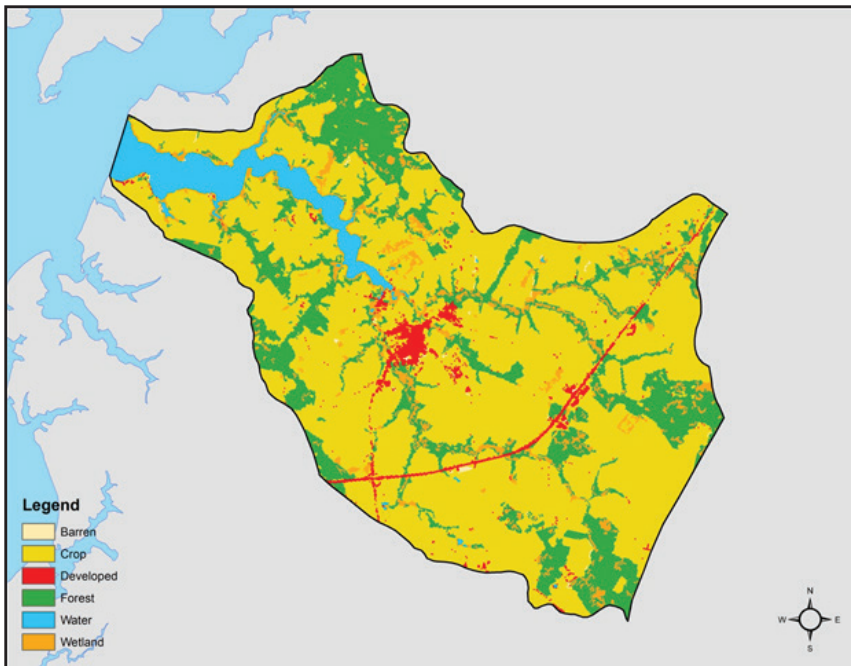 Legend
Barren
Crop
Developed
Forest
Water
Wetland
N
W E
S